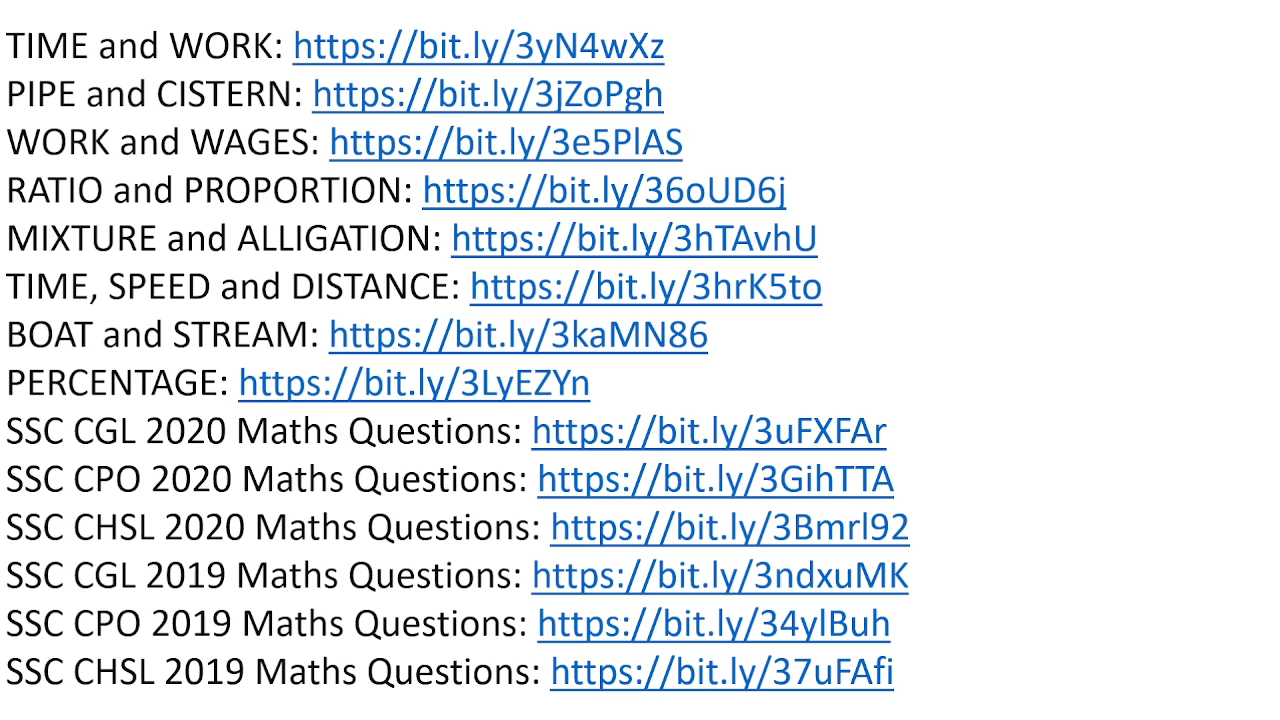 TIME and WORK: https://bit.ly/3yN4wXz
PIPE and CISTERN: https://bit.ly/3jZoPgh
WORK and WAGES: https://bit.ly/3e5PlAS
RATIO and PROPORTION: https://bit.ly/36oUD6j
MIXTURE and ALLIGATION: https://bit.ly/3hTAvhU
TIME, SPEED and DISTANCE: https://bit.ly/3hrK5to
BOAT and STREAM: https://bit.ly/3kaMN86
PERCENTAGE: https://bit.ly/3LyEZYn
SSC CGL 2020 Maths Questions: https://bit.ly/3uFXFAr
SSC CPO 2020 Maths Questions: https://bit.ly/3GihTTA
SSC CHSL 2020 Maths Questions: https://bit.ly/3Bmrl92
SSC CGL 2019 Maths Questions: https://bit.ly/3ndxuMK
SSC CPO 2019 Maths Questions: https://bit.ly/34ylBuh
SSC CHSL 2019 Maths Questions: https://bit.ly/37uFAfi